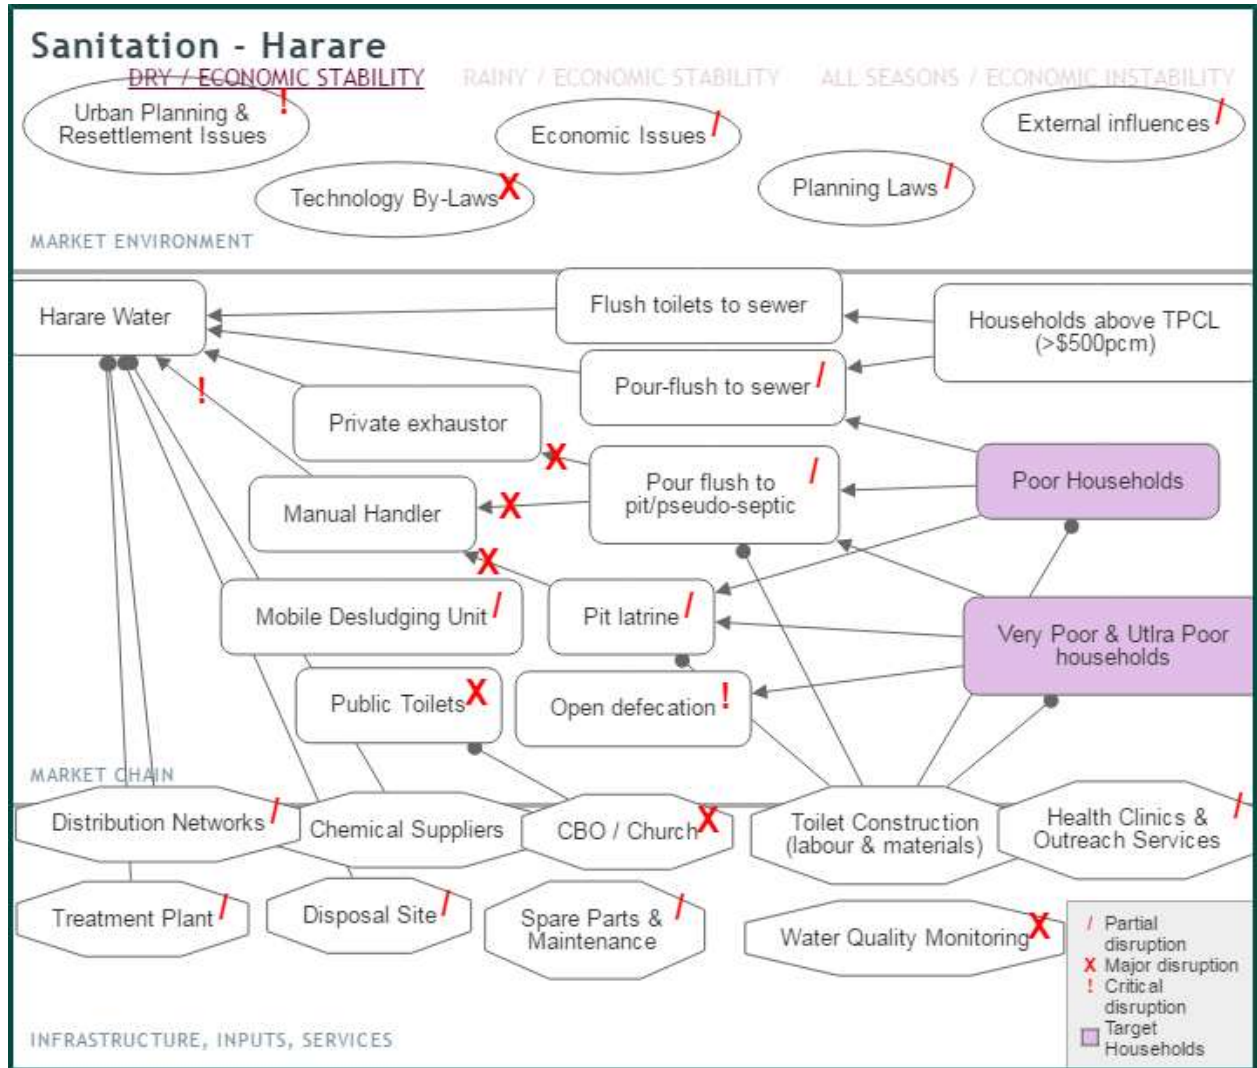 Sanitation - Harare
DRY / ECONOMIC STABILITY
RAINY / ECONOMIC STABILITY
ALL SEASONS / ECONOMIC INSTABILITY
Urban Planning &
Resettlement Issues
!
Economic Issues
/
External influences
/
Technology By-Laws
X
Planning Laws
/
MARKET ENVIRONMENT
Harare Water
Flush toilets to sewer
Households above TPCL
(>$500pcm)
Pour-flush to sewer
/
!
Private exhaustor
X
Pour flush to
pit/pseudo-septic
/
Poor Households
Manual Handler
X
X
Mobile Desludging Unit
/
Pit latrine
/
Very Poor & Utlra Poor
households
Public Toilets
X
Open defecation
!
MARKET CHAIN
Distribution Networks
/
Chemical Suppliers
CBO / Church
X
Toilet Construction
(labour & materials)
Health Clinics &
Outreach Services
/
Treatment Plant
/
Disposal Site
/
Spare Parts &
Maintenance
/
Water Quality Monitoring
X
/ Partial
disruption
X Major disruption
! Critical
disruption
Target
Households
INFRASTRUCTURE, INPUTS, SERVICES